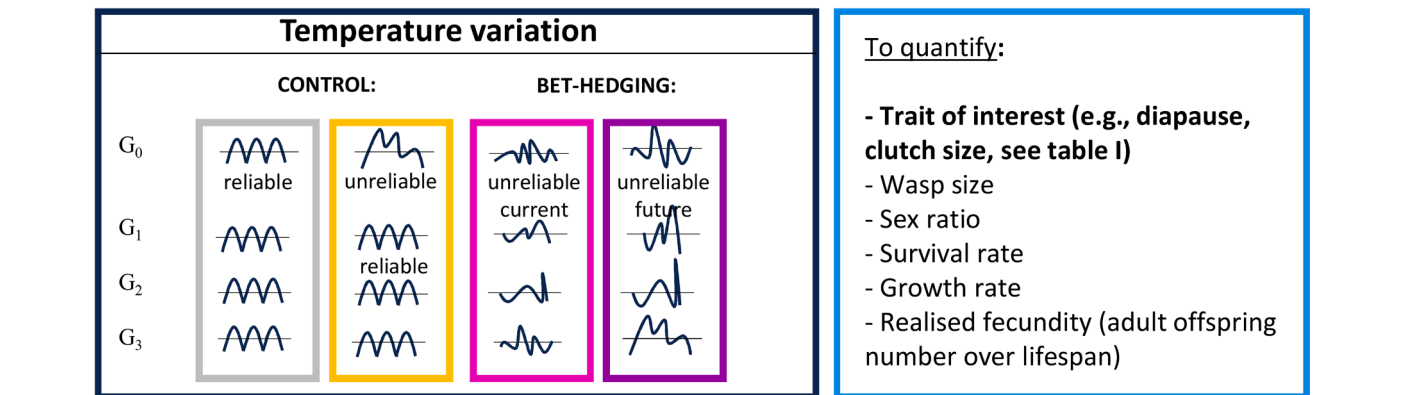 Temperature variation
CONTROL:
BET-HEDGING:
G0
reliable
unreliable
unreliable
current
unreliable
future
G1
reliable
G2
G3
To quantify:
- Trait of interest (e.g., diapause,
clutch size, see table I)
- Wasp size
- Sex ratio
- Survival rate
- Growth rate
- Realised fecundity (adult offspring
number over lifespan)